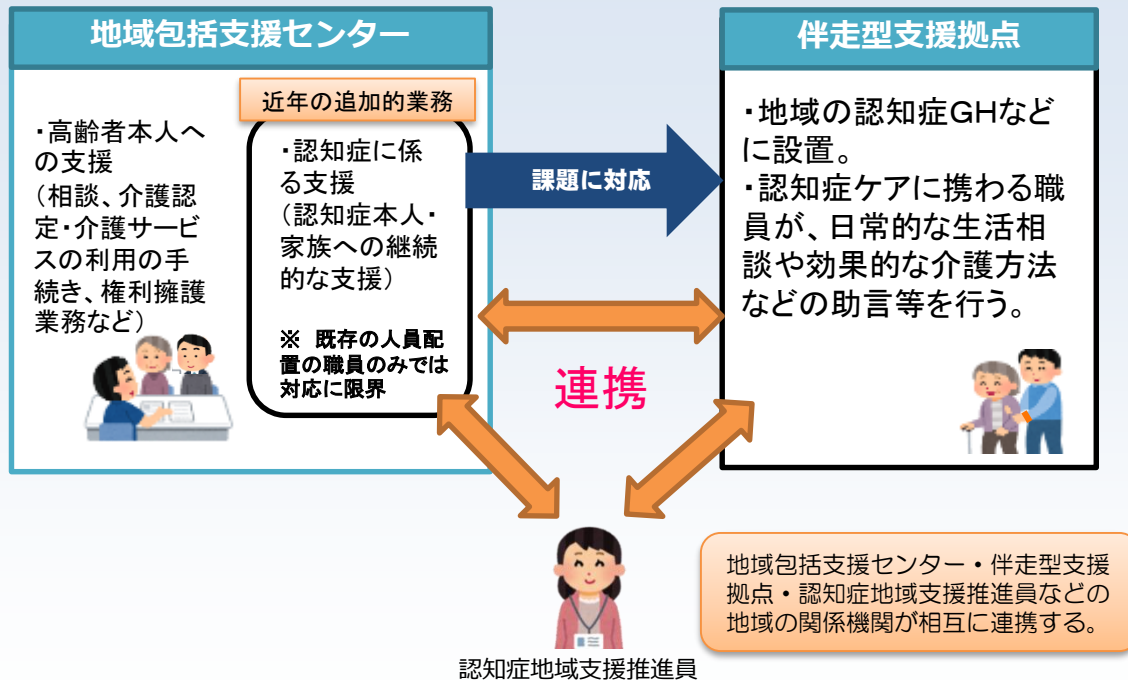 地域包括支援センター
・高齢者本人へ
の支援
(相談、介護認
定・介護サービ
スの利用の手
続き、権利擁護
業務など)
近年の追加的業務
・認知症に係
る支援
(認知症本人・
家族への継続
的な支援)
※ 既存の人員配
置の職員のみでは
対応に限界
課題に対応
連携
伴走型支援拠点
・地域の認知症GHなど
に設置。
・認知症ケアに携わる職
員が、日常的な生活相
談や効果的な介護方法
などの助言等を行う。
認知症地域支援推進員
地域包括支援センター・伴走型支援
拠点・認知症地域支援推進員などの
地域の関係機関が相互に連携する。